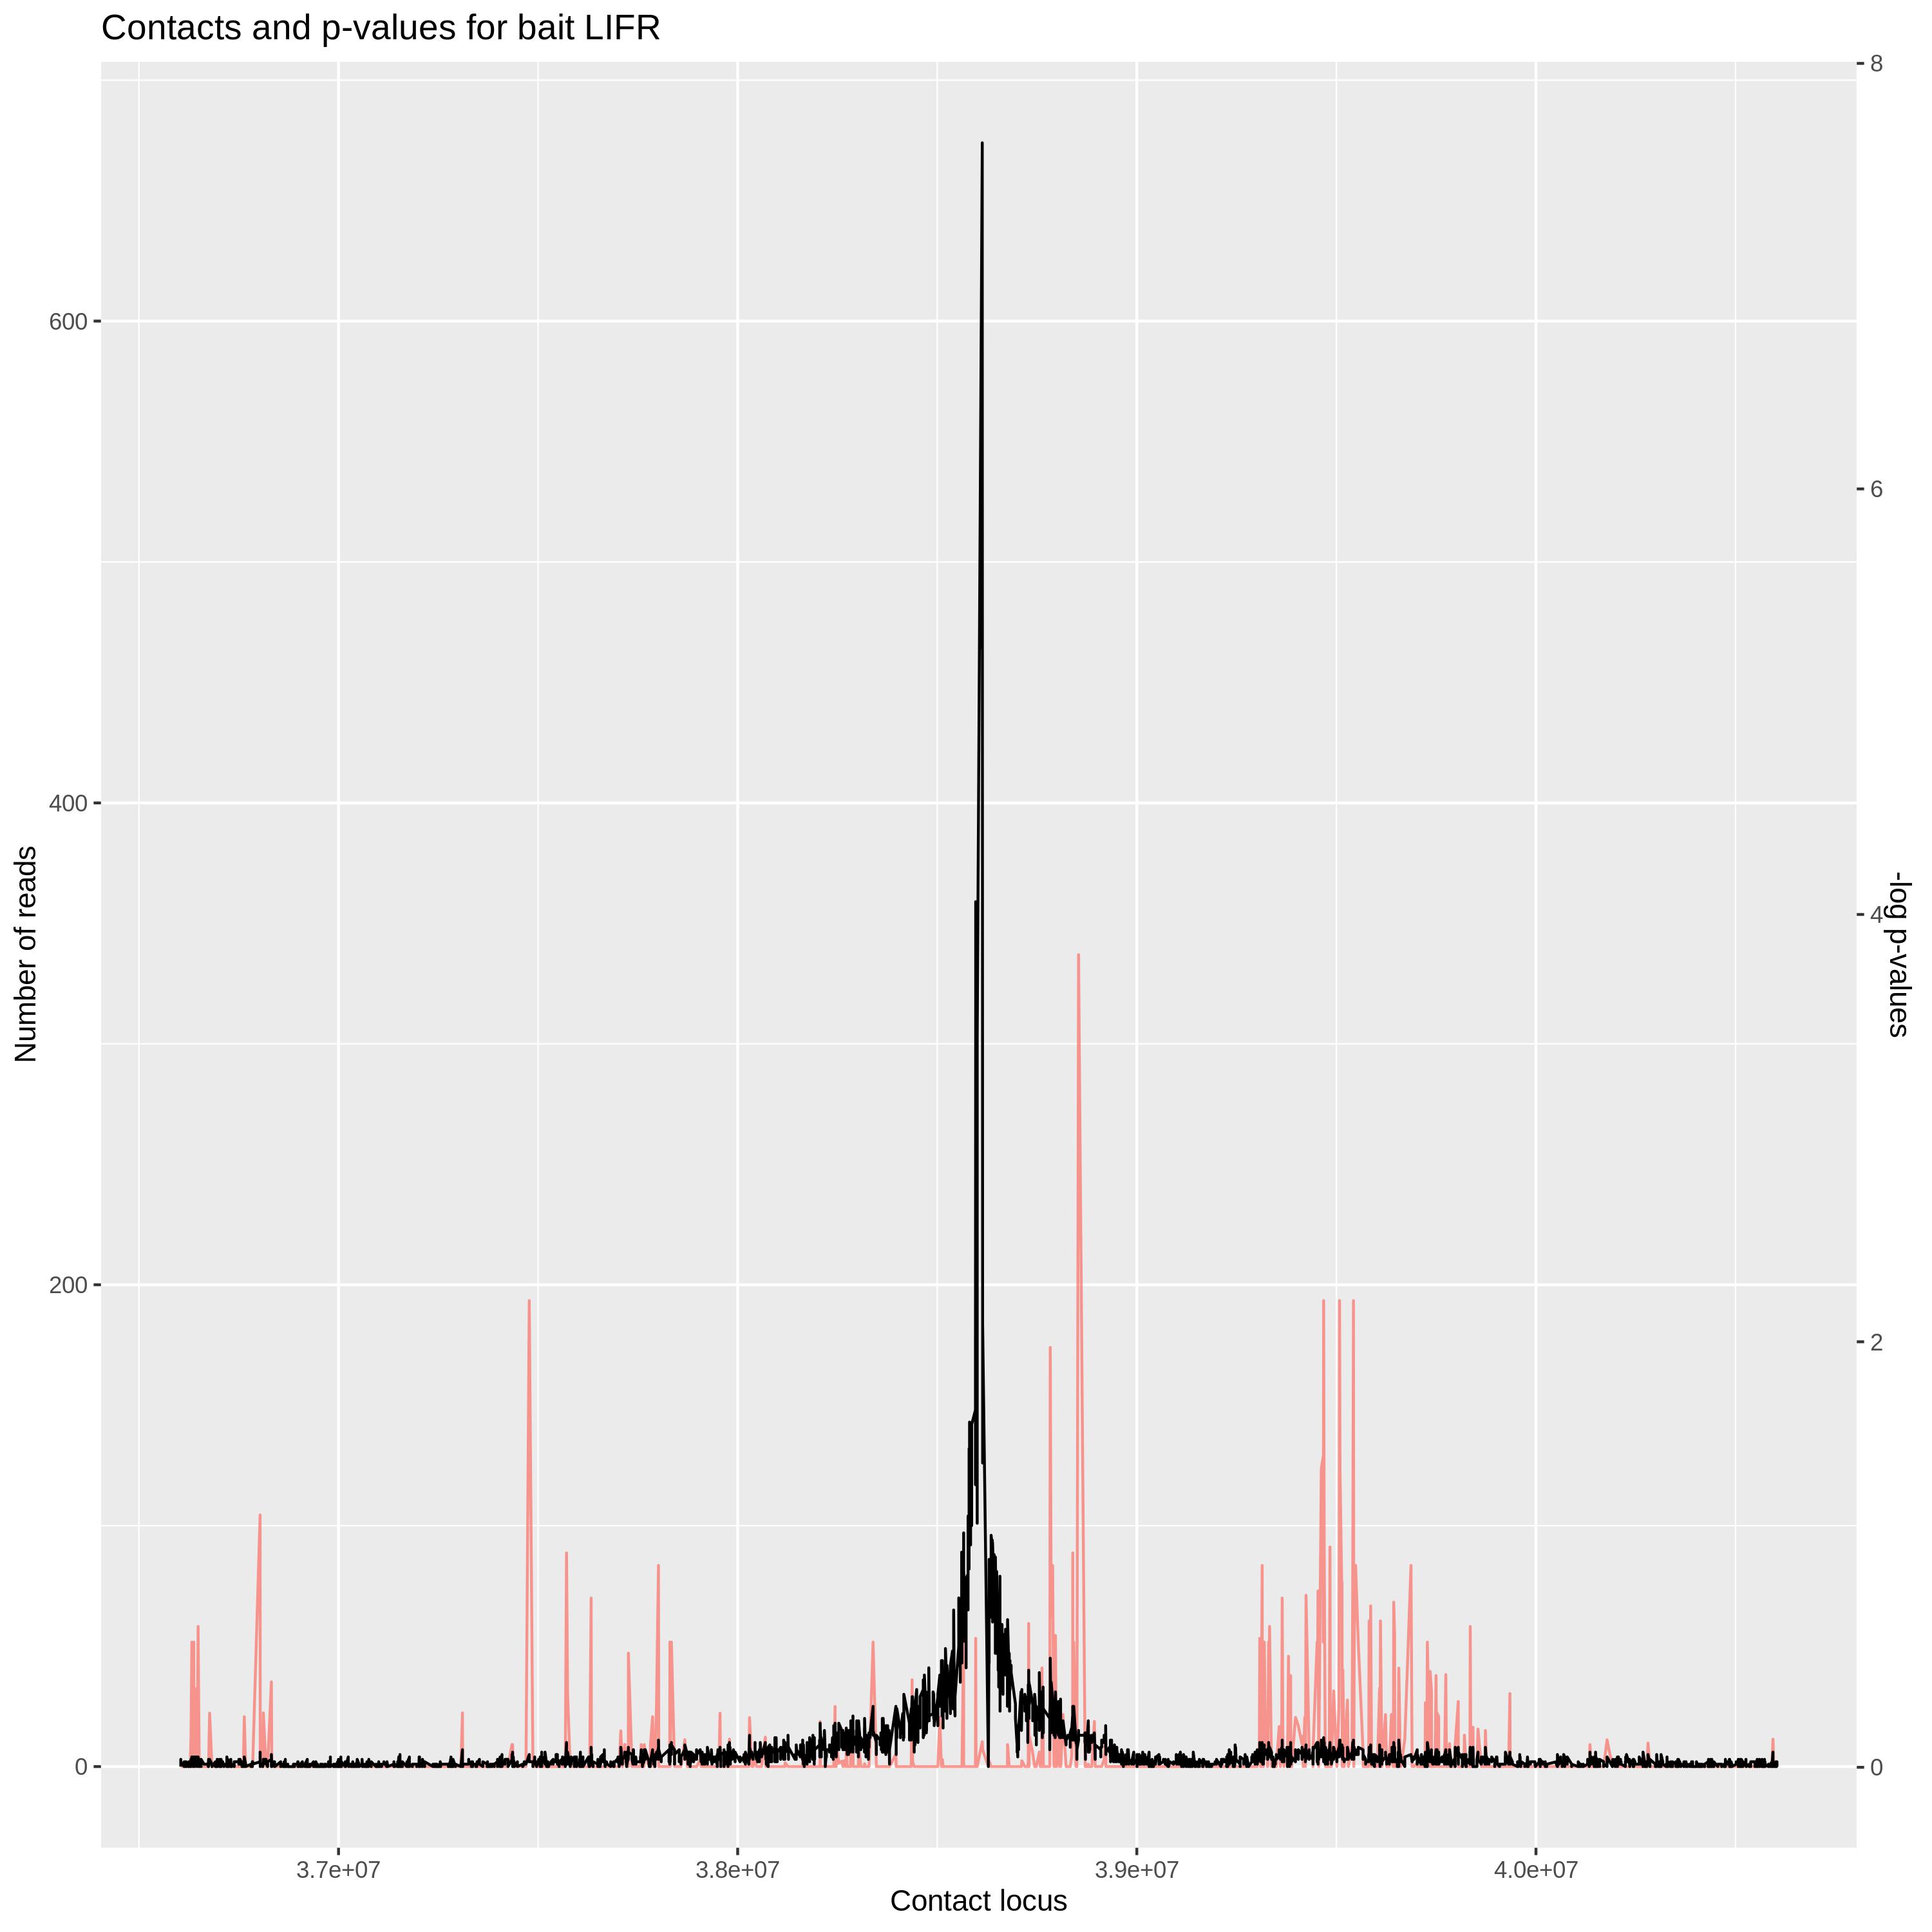 Contacts and p-values for bait LIFR
8
600
6
400
4
Number of reads
-log p-values
200
2
0
0
3.7e+07 3.8e+07 3.9e+07 4.0e+07
Contact locus